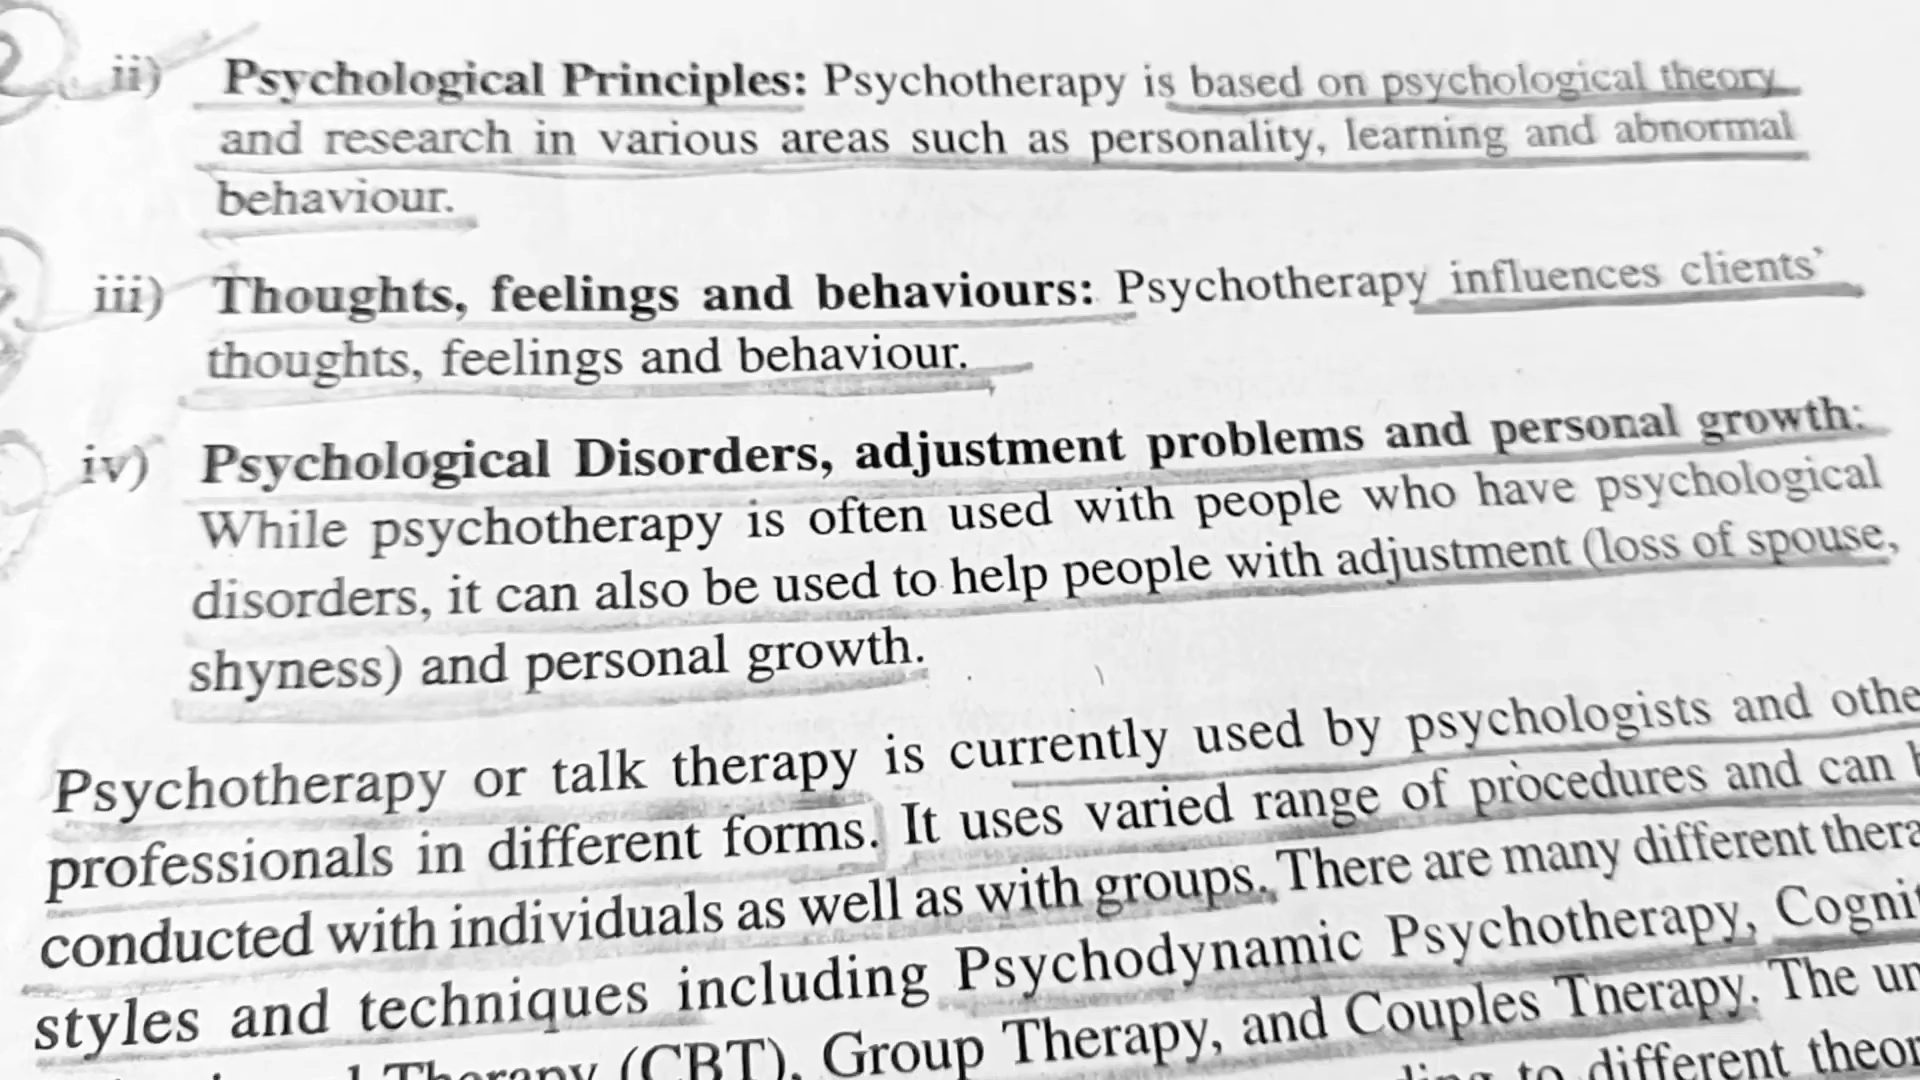 ii) Psychological Principles: Psychotherapy is based on psychological theory
and research in various areas such as personality, learning and abnormal
behaviour.
iii) Thoughts, feelings and behaviours: Psychotherapy influences clients'
thoughts, feelings and behaviour.
iv) Psychological Disorders, adjustment problems and personal growth:
While psychotherapy is often used with people who have psychological
disorders, it can also be used to help people with adjustment (loss of spouse,
shyness) and personal growth.
Psychotherapy or talk therapy is currently used by psychologists and othe
professionals in different forms. It uses varied range of procedures and can
conducted with individuals as well as with groups. There are many different thera
styles and techniques including Psychodynamic Psychotherapy, Cognit
Therapy (CBT), Group Therapy, and Couples Therapy. The un
to different theor